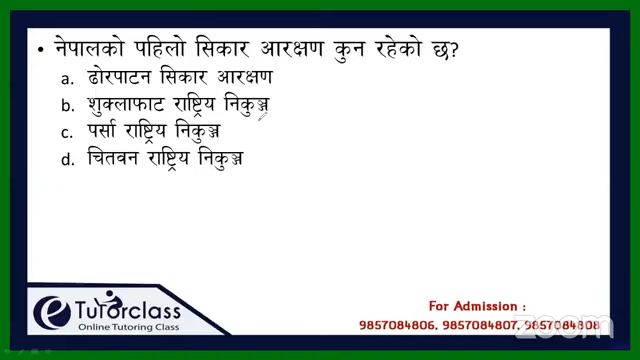 • नेपालको पहिलो सिकार आरक्षण कुन रहेको छ?
a. ढोरपाटन सिकार आरक्षण
b. शुक्लाफाट राष्ट्रिय निकुञ्ज
c. पर्सा राष्ट्रिय निकुञ्ज
d. चितवन राष्ट्रिय निकुञ्ज
e Tutorclass
Online Tutoring Class
For Admission :
9857084806, 9857084807, 9857084808
zoom